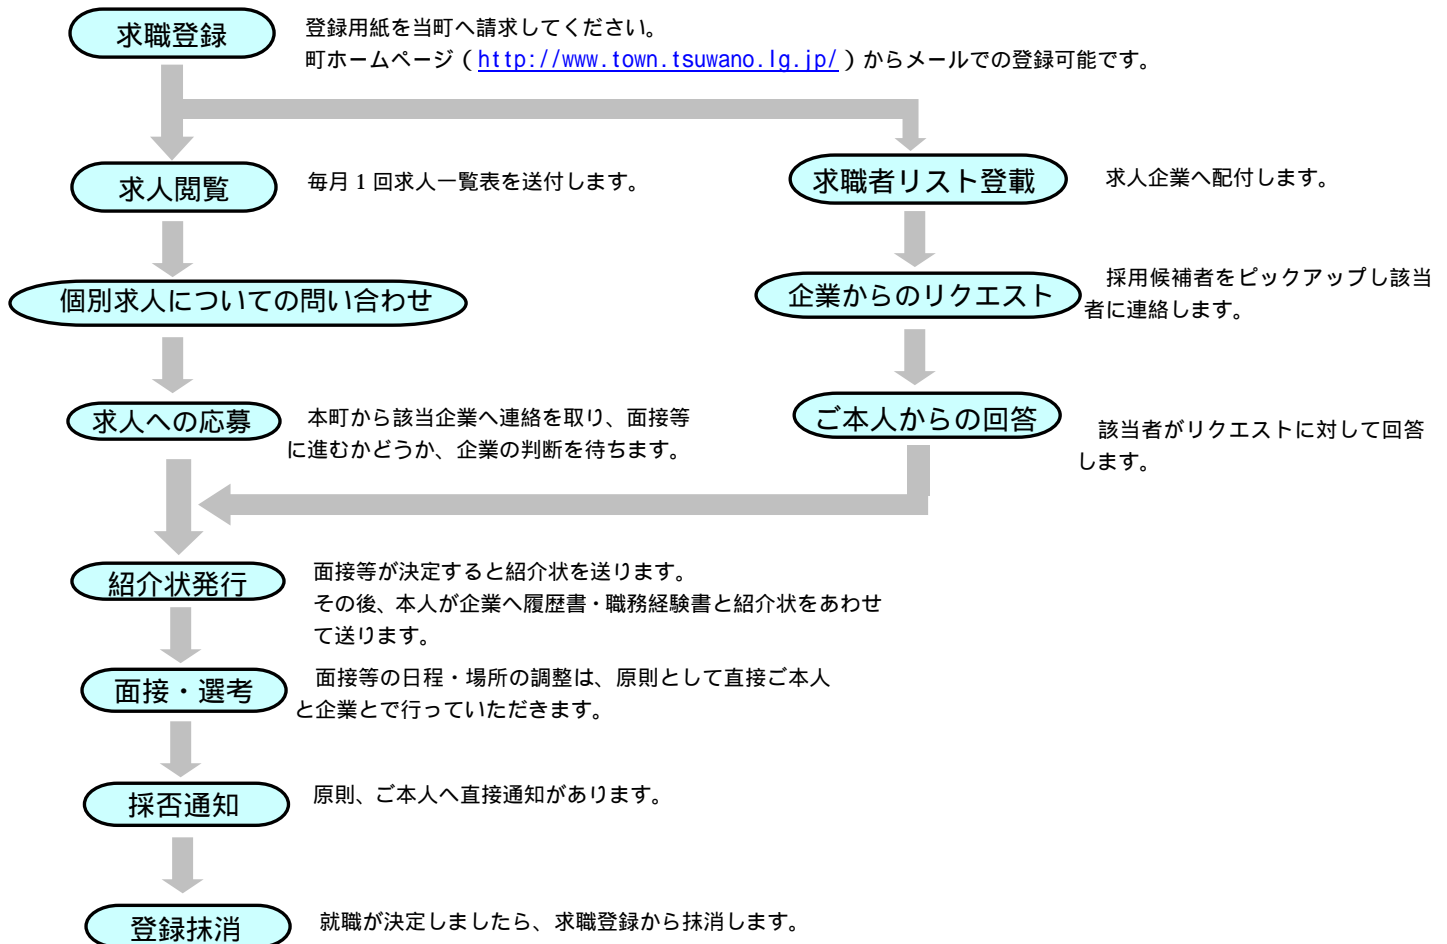 求職登録
登録用紙を当町へ請求してください。
町ホームページ（http://www.town.tsuwano.lg.jp/）からメールでの登録可能です。
求人閲覧
毎月1回求人一覧表を送付します。
求職者リスト登載
求人企業へ配付します。
個別求人についての問い合わせ
企業からのリクエスト
採用候補者をピックアップし該当
者に連絡します。
求人への応募
本町から該当企業へ連絡を取り、面接等
に進むかどうか、企業の判断を待ちます。
ご本人からの回答
該当者がリクエストに対して回答
します。
紹介状発行
面接等が決定すると紹介状を送ります。
その後、本人が企業へ履歴書・職務経験書と紹介状をあわせ
て送ります。
面接・選考
面接等の日程・場所の調整は、原則として直接ご本人
と企業とで行っていただきます。
採否通知
原則、ご本人へ直接通知があります。
登録抹消
就職が決定しましたら、求職登録から抹消します。